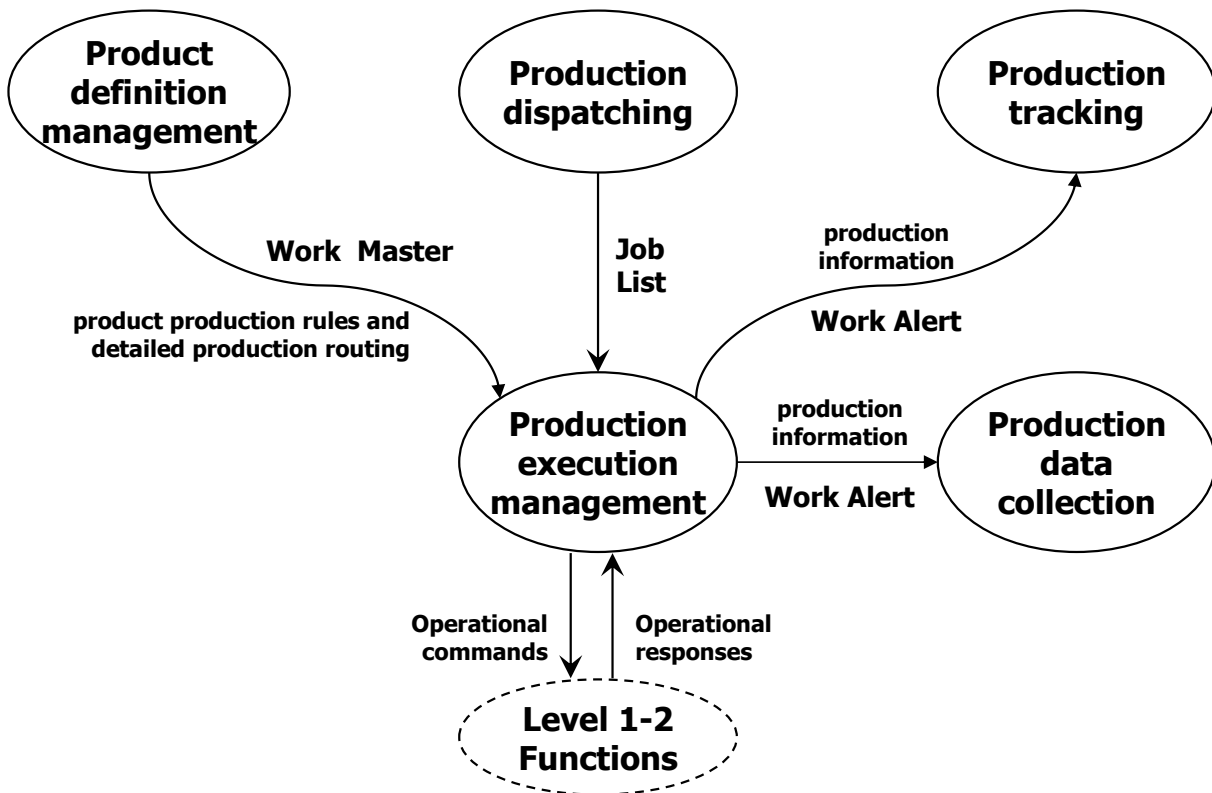 Product
definition
management
Production
dispatching
Production
tracking
Work  Master
Job
List
production
information
product production rules and
detailed production routing
Work Alert
Production
execution
management
production
information
Work Alert
Production
data
collection
Operational
commands
Operational
responses
Level 1-2
Functions